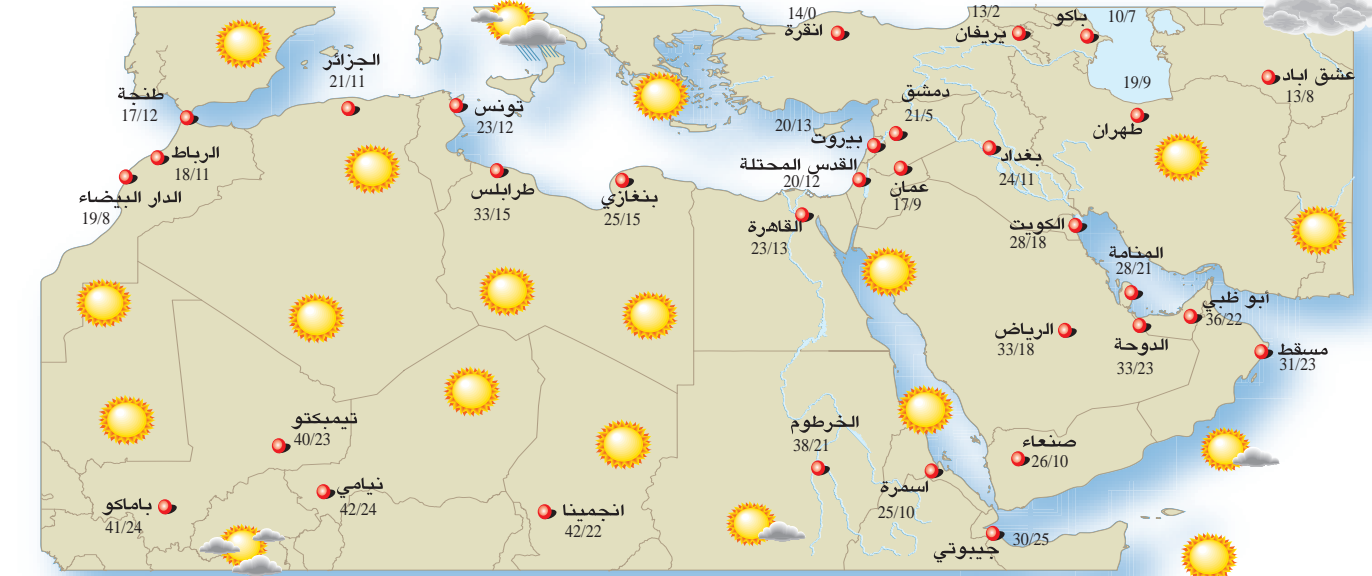 14/0
انقرة
13/2
يريفان
باكو
10/7
عشق اباد
13/8
19/9
طهران
الجزائر
21/11
طنجة
17/12
تونس
23/12
دمشق
21/5
20/13
بيروت
القدس المحتلة
20/12
عمان
17/9
بغداد
24/11
الرباط
18/11
الدار البيضاء
19/8
طرابلس
33/15
بنغازي
25/15
القاهرة
23/13
الكويت
28/18
المنامة
28/21
أبو ظبي
36/22
الرياض
33/18
الدوحة
33/23
مسقط
31/23
تيمبكتو
40/23
الخرطوم
38/21
صنعاء
26/10
باماكو
41/24
نيامي
42/24
انجمينا
42/22
اسمرة
25/10
جيبوتي
30/25